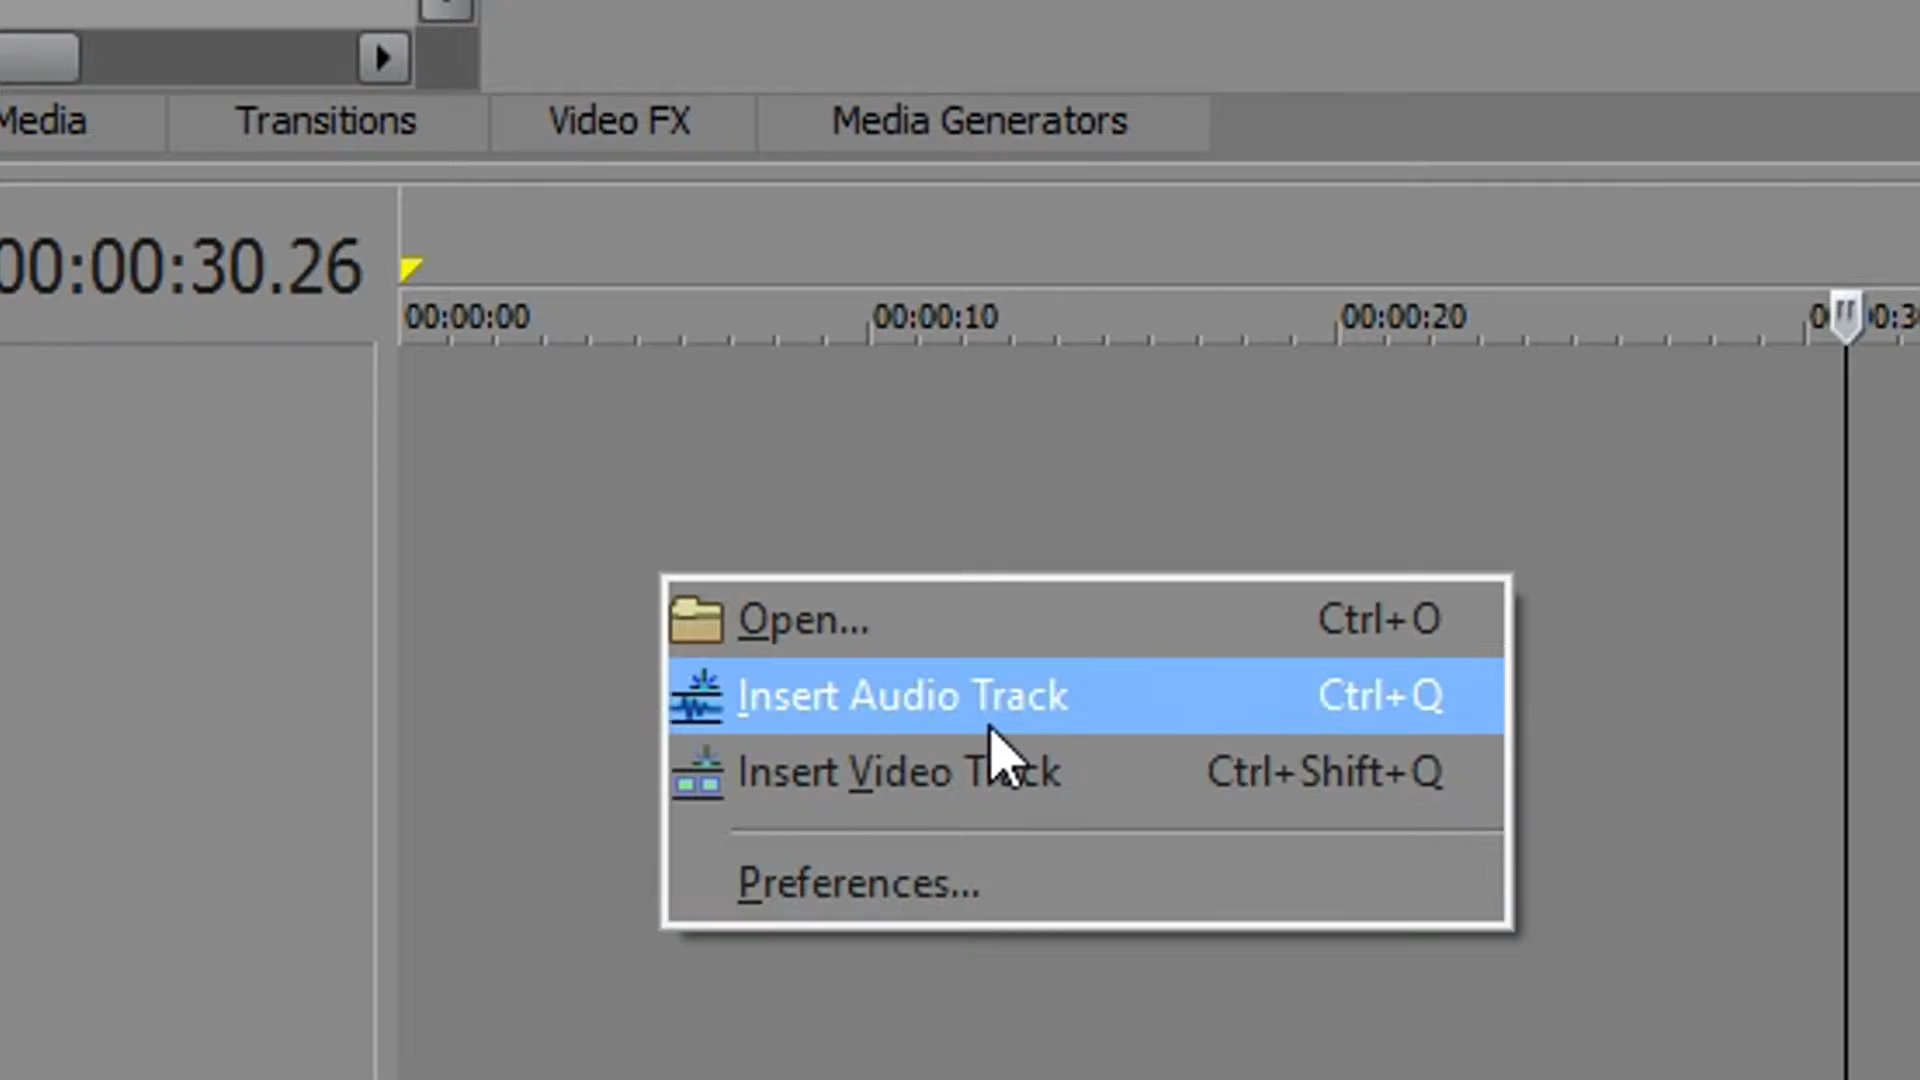 Media Transitions Video FX Media Generators
00:00:30.26
00:00:00 00:00:10 00:00:20
Open... Ctrl+O
Insert Audio Track Ctrl+Q
Insert Video Track Ctrl+Shift+Q
Preferences...